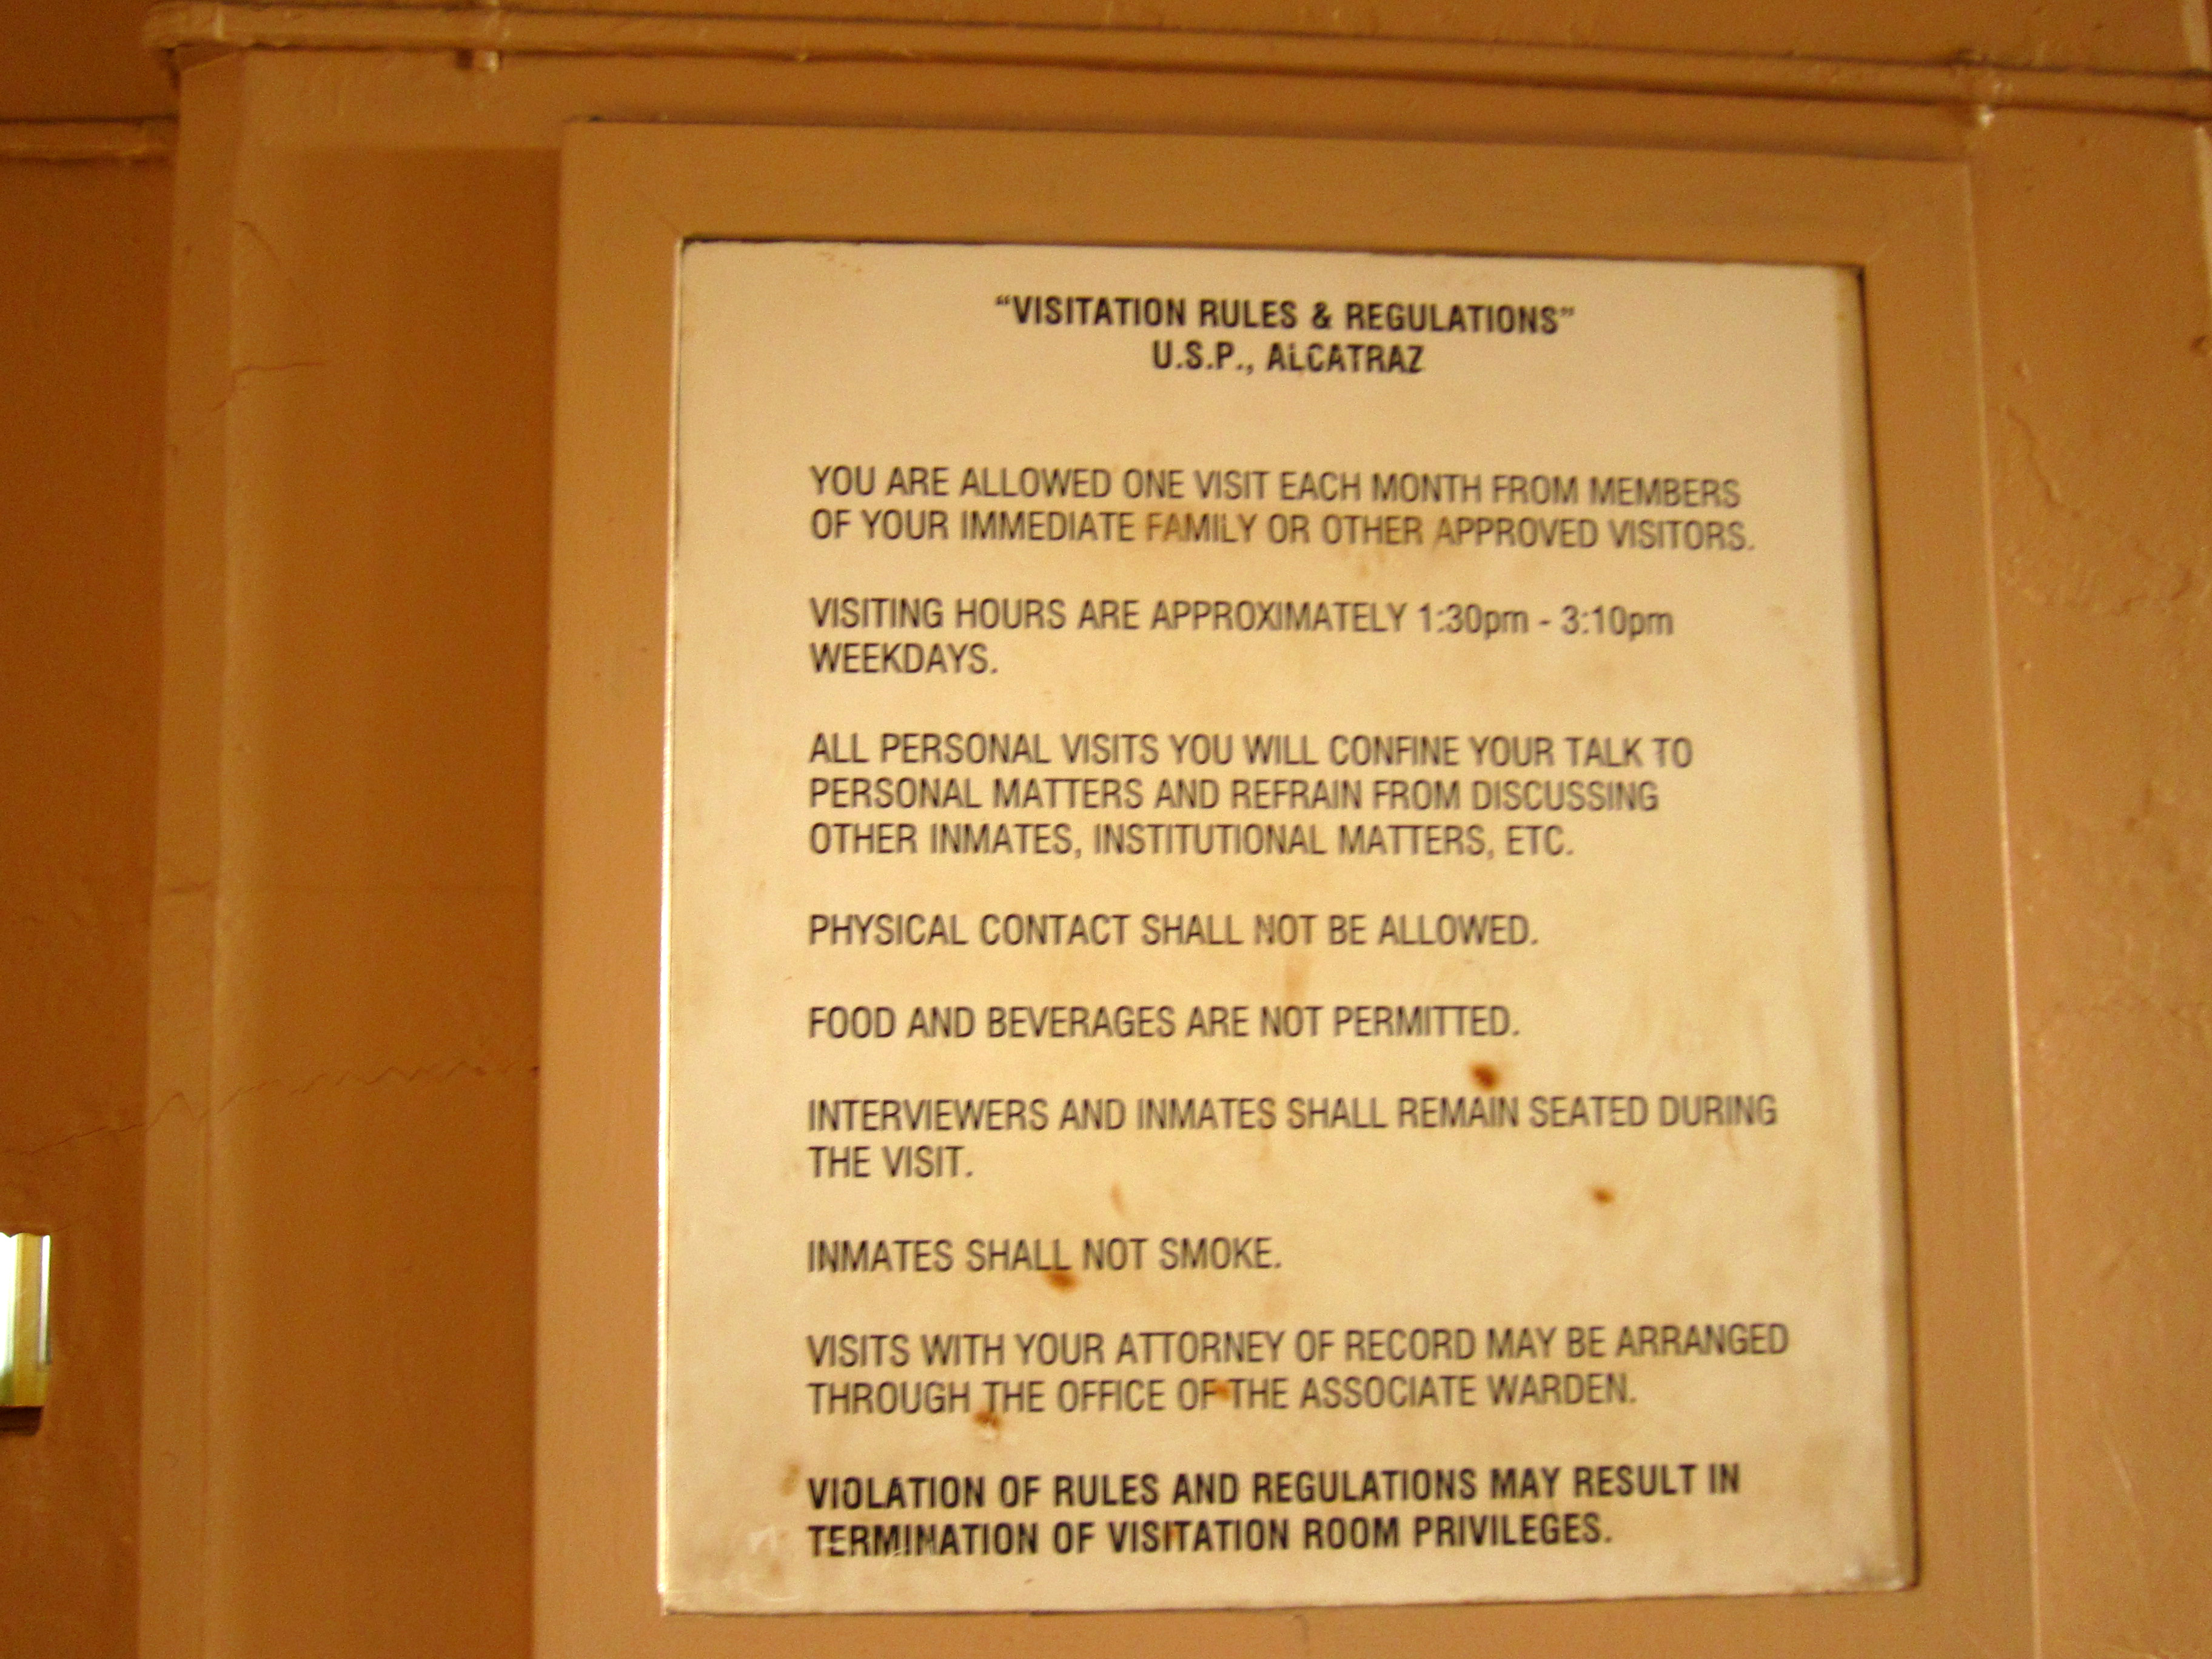 “VISITATION RULES & REGULATIONS”
U.S.P., ALCATRAZ
YOU ARE ALLOWED ONE VISIT EACH MONTH FROM MEMBERS
OF YOUR IMMEDIATE FAMILY OR OTHER APPROVED VISITORS.
VISITING HOURS ARE APPROXIMATELY 1:30pm - 3:10pm
WEEKDAYS.
ALL PERSONAL VISITS YOU WILL CONFINE YOUR TALK TO
PERSONAL MATTERS AND REFRAIN FROM DISCUSSING
OTHER INMATES, INSTITUTIONAL MATTERS, ETC.
PHYSICAL CONTACT SHALL NOT BE ALLOWED.
FOOD AND BEVERAGES ARE NOT PERMITTED.
INTERVIEWERS AND INMATES SHALL REMAIN SEATED DURING
THE VISIT.
INMATES SHALL NOT SMOKE.
VISITS WITH YOUR ATTORNEY OF RECORD MAY BE ARRANGED
THROUGH THE OFFICE OF THE ASSOCIATE WARDEN.
VIOLATION OF RULES AND REGULATIONS MAY RESULT IN
TERMINATION OF VISITATION ROOM PRIVILEGES.